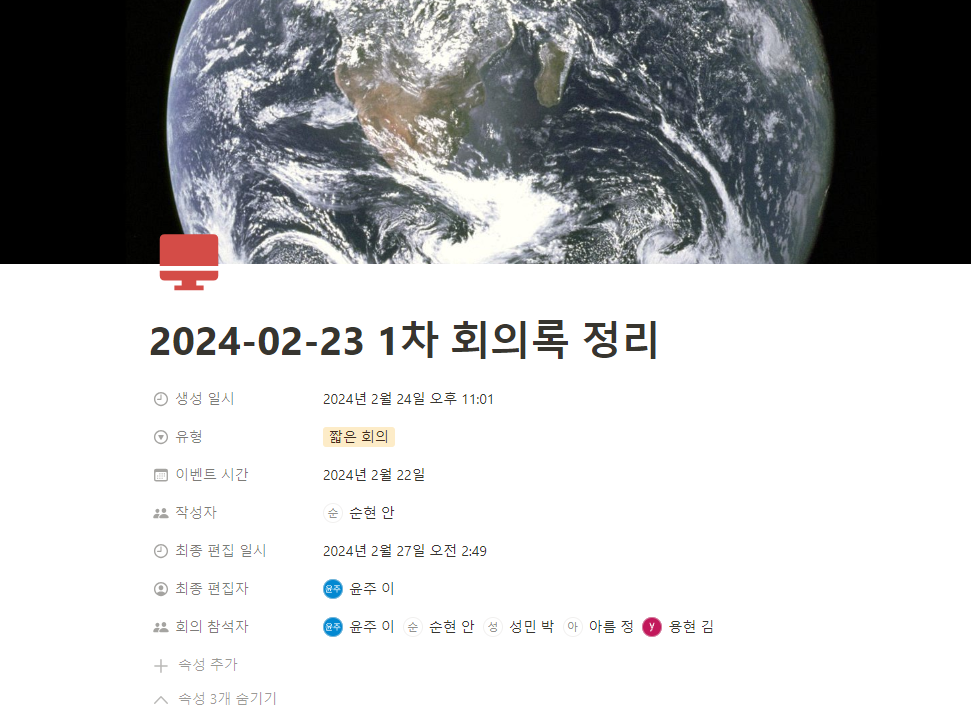 2024-02-23 1차 회의록 정리
생성 일시 2024년 2월 24일 오후 11:01
유형 짧은 회의
이벤트 시간 2024년 2월 22일
작성자 순 순현 안
최종 편집 일시 2024년 2월 27일 오전 2:49
최종 편집자 윤주 윤주 이
회의 참석자 윤주 윤주 이 순 순현 안 성 성민 박 아 아름 정 y 용현 김
속성 추가
속성 3개 숨기기